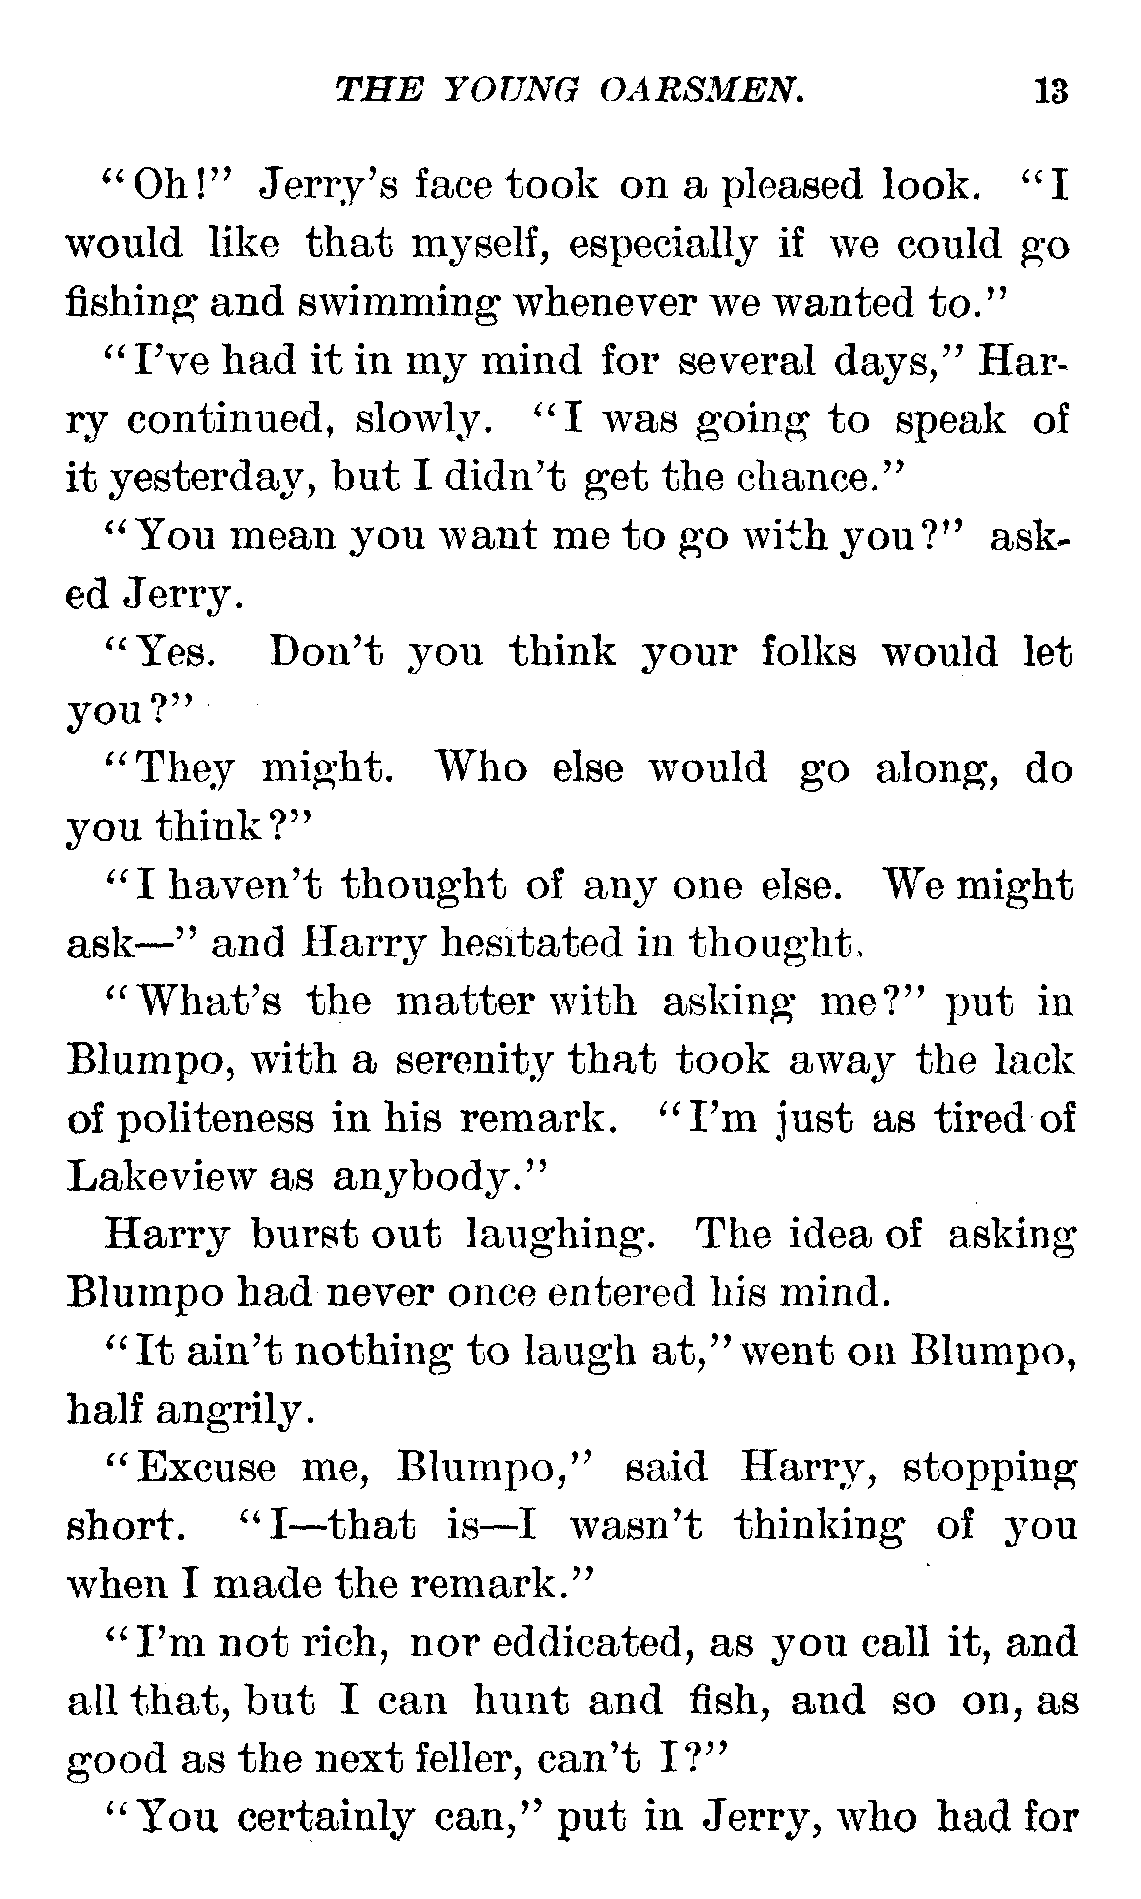 THE YOUNG OARSMEN. 13
“Oh!” Jerry’s face took on a pleased look. “I
would like that myself, especially if we could go
fishing and swimming whenever we wanted to.”
“I’ve had it in my mind for several days,” Har-
ry continued, slowly. “I was going to speak of
it yesterday, but I didn’t get the chance.”
“You mean you want me to go with you?” ask-
ed Jerry.
“Yes. Don’t you think your folks would let
you?”
“They might. Who else would go along, do
you think?”
“I haven’t thought of any one else. We might
ask—” and Harry hesitated in thought.
“What’s the matter with asking me?” put in
Blumpo, with a serenity that took away the lack
of politeness in his remark. “I’m just as tired of
Lakeview as anybody.”
Harry burst out laughing. The idea of asking
Blumpo had never once entered his mind.
“It ain’t nothing to laugh at,” went on Blumpo,
half angrily.
“Excuse me, Blumpo,” said Harry, stopping
short. “I—that is—I wasn’t thinking of you
when I made the remark.”
“I’m not rich, nor eddicated, as you call it, and
all that, but I can hunt and fish, and so on, as
good as the next feller, can’t I?”
“You certainly can,” put in Jerry, who had for